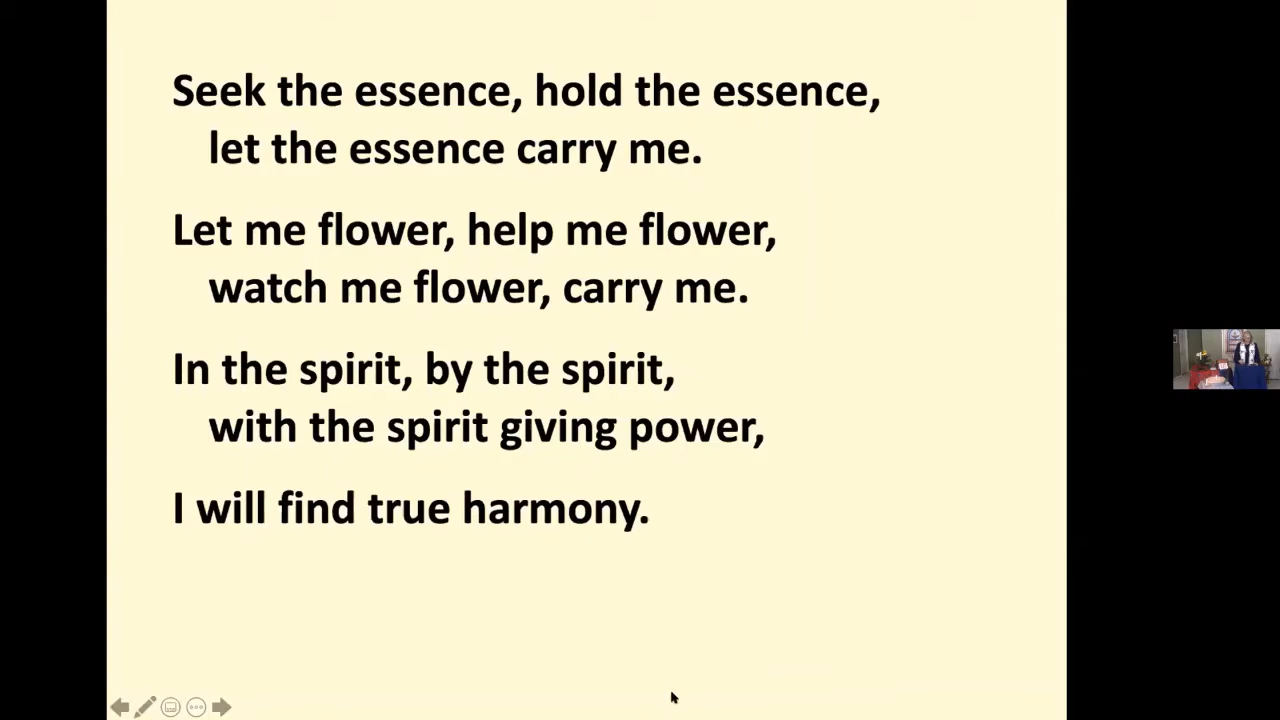 Seek the essence, hold the essence,
let the essence carry me.
Let me flower, help me flower,
watch me flower, carry me.
In the spirit, by the spirit,
with the spirit giving power,
I will find true harmony.